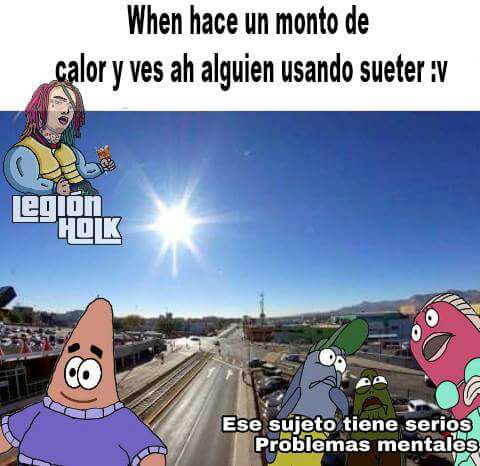 When hace un monto de
calor y ves ah alguien usando sueter :v
Legión
HOLK
Ese sujeto tiene serios
Problemas mentales